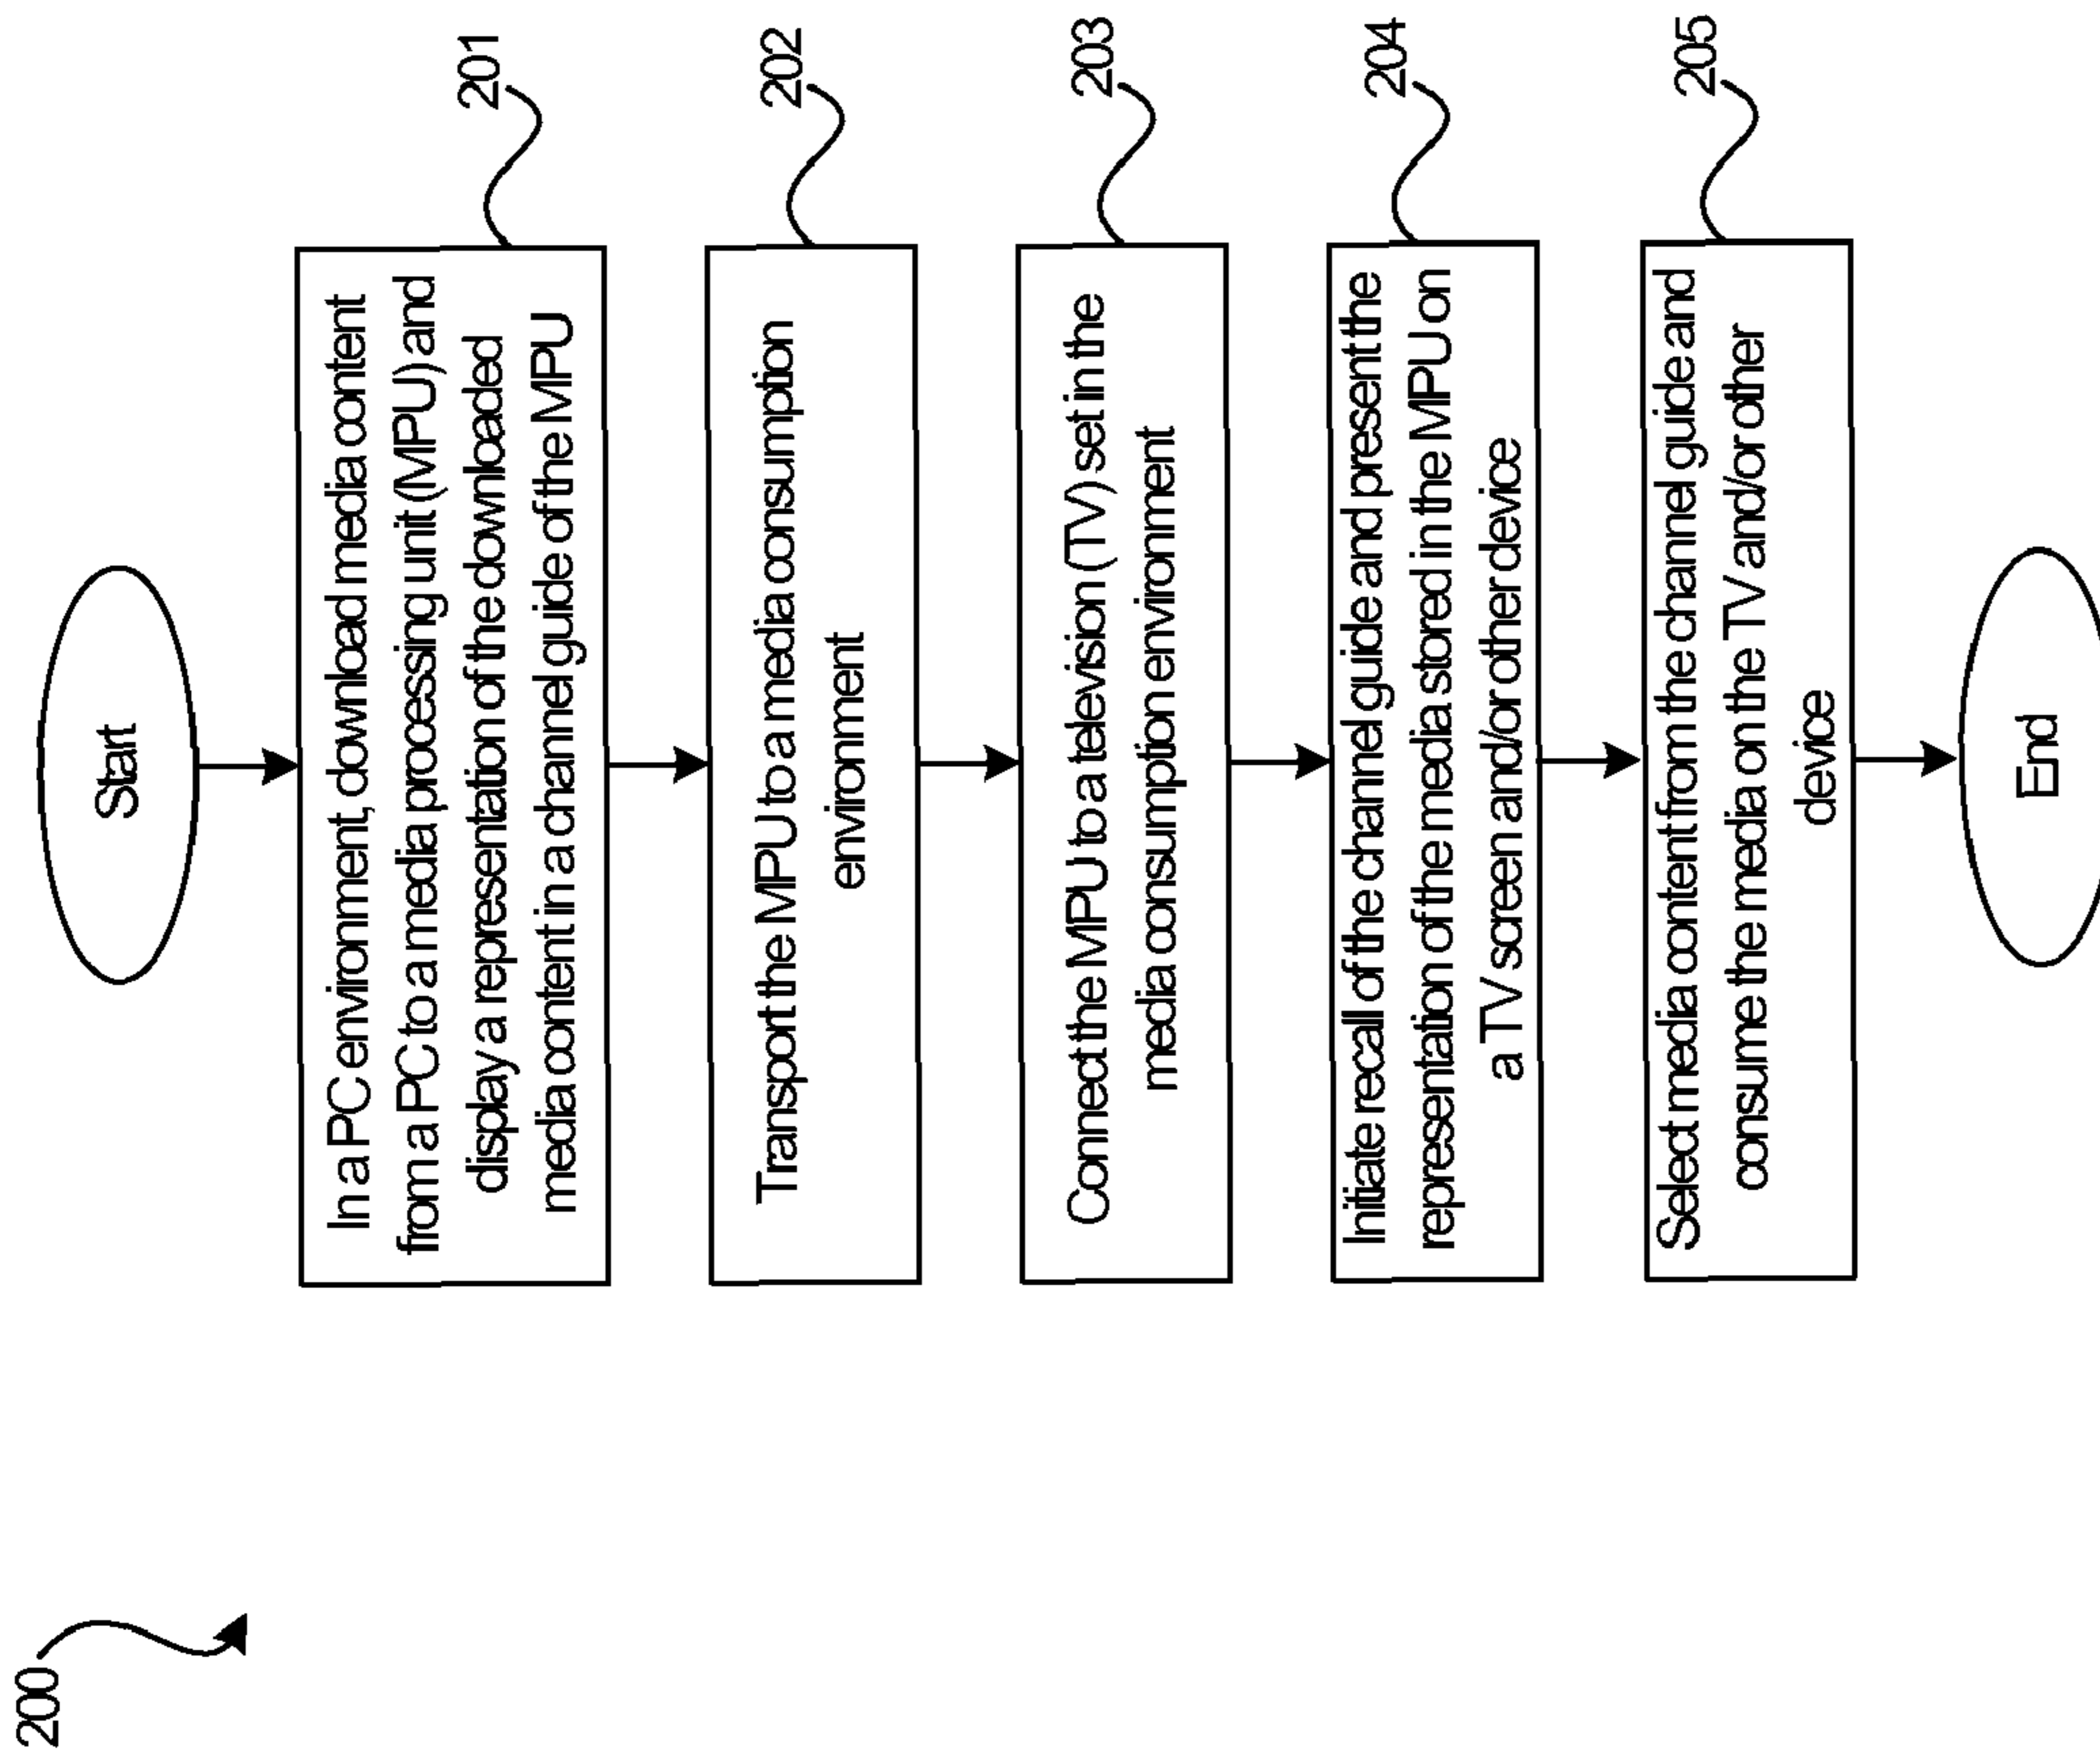 200
Start
In a PC environment, download media content
from a PC to a media processing unit (MPU) and
display a representation of the downloaded
media content in a channel guide of the MPU
201
Transport the MPU to a media consumption
environment
202
Connect the MPU to a television (TV) set in the
media consumption environment
203
Initiate recall of the channel guide and present the
representation of the media stored in the MPU on
a TV screen and/or other device
204
Select media content from the channel guide and
consume the media on the TV and/or other
device
205
End